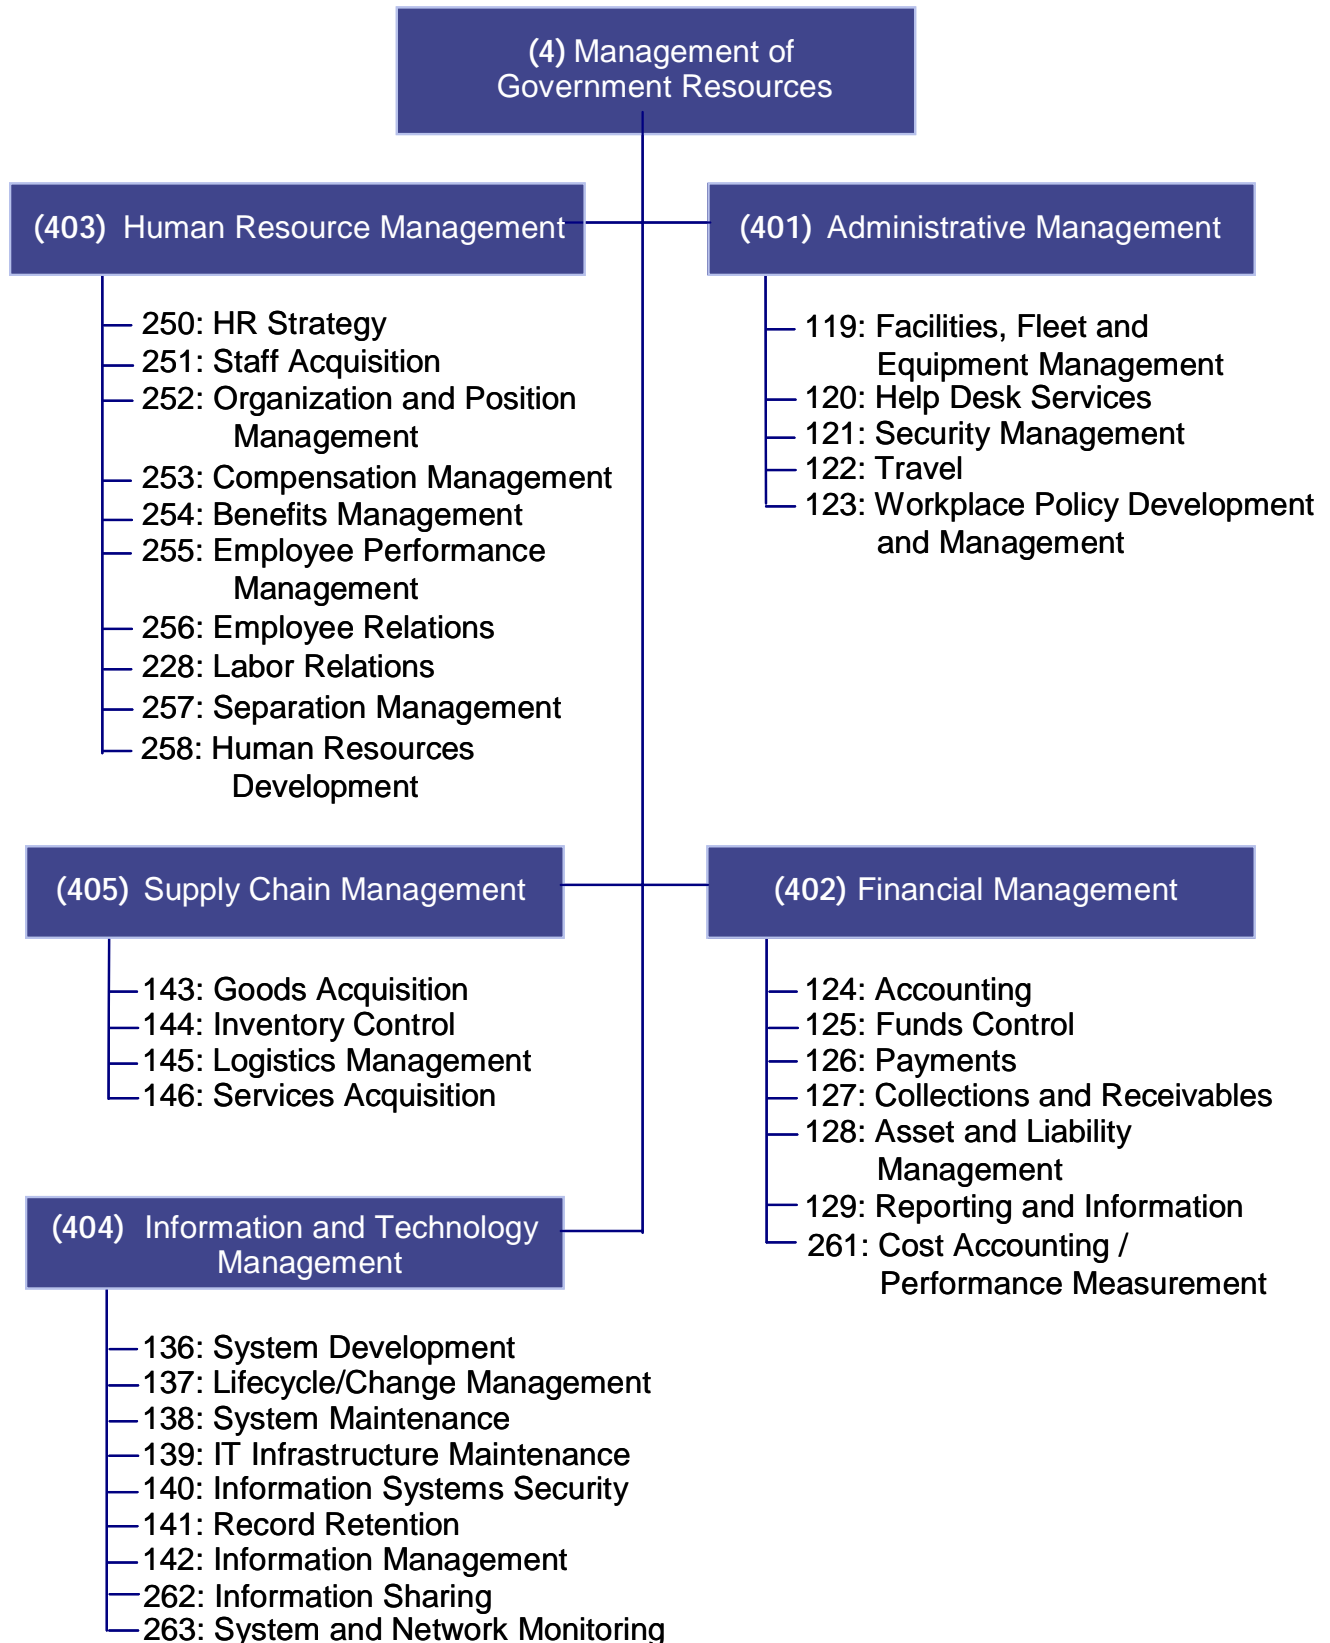 (4) Management of
Government Resources
(403) Human Resource Management
250: HR Strategy
251: Staff Acquisition
252: Organization and Position
Management
253: Compensation Management
254: Benefits Management
255: Employee Performance
Management
256: Employee Relations
228: Labor Relations
257: Separation Management
258: Human Resources
Development
(401) Administrative Management
119: Facilities, Fleet and
Equipment Management
120: Help Desk Services
121: Security Management
122: Travel
123: Workplace Policy Development
and Management
(405) Supply Chain Management
143: Goods Acquisition
144: Inventory Control
145: Logistics Management
146: Services Acquisition
(402) Financial Management
124: Accounting
125: Funds Control
126: Payments
127: Collections and Receivables
128: Asset and Liability
Management
129: Reporting and Information
261: Cost Accounting /
Performance Measurement
(404) Information and Technology
Management
136: System Development
137: Lifecycle/Change Management
138: System Maintenance
139: IT Infrastructure Maintenance
140: Information Systems Security
141: Record Retention
142: Information Management
262: Information Sharing
263: System and Network Monitoring